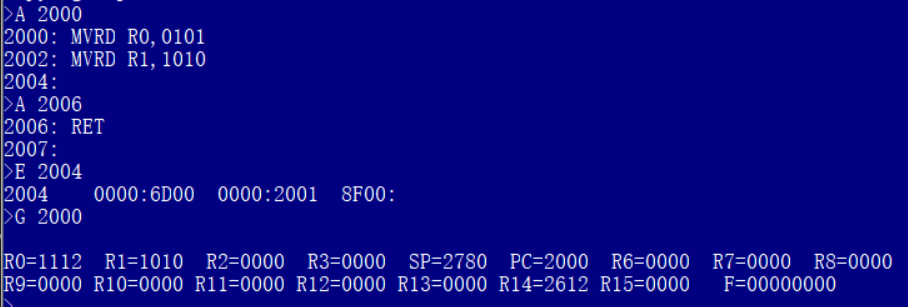 >A 2000
2000: MVRD R0,0101
2002: MVRD R1,1010
2004:
>A 2006
2006: RET
2007:
>E 2004
2004 0000:6D00 0000:2001 8F00:
>G 2000
R0=1112 R1=1010 R2=0000 R3=0000 SP=2780 PC=2000 R6=0000 R7=0000 R8=0000
R9=0000 R10=0000 R11=0000 R12=0000 R13=0000 R14=2612 R15=0000 F=00000000